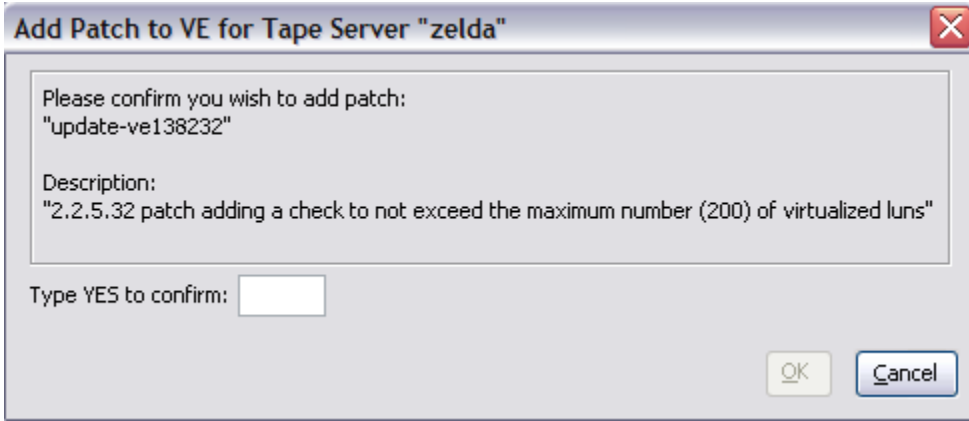 Add Patch to VE for Tape Server "zelda"
Please confirm you wish to add patch:
"update-ve138232"
Description:
"2.2.5.32 patch adding a check to not exceed the maximum number (200) of virtualized luns"
Type YES to confirm:
OK Cancel